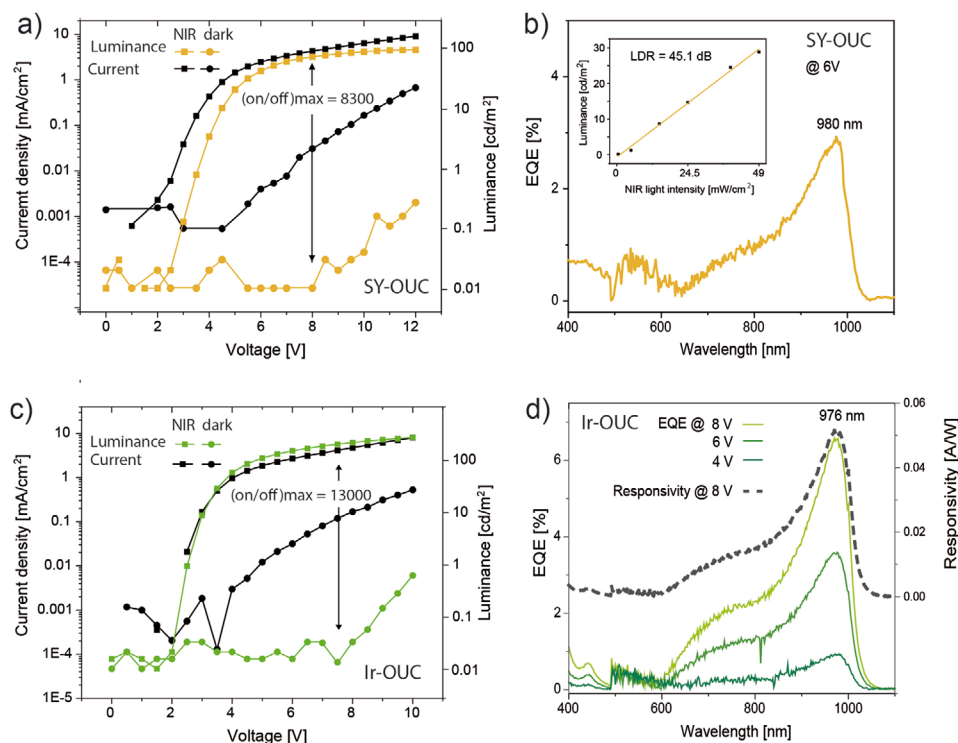 a)
NIR dark
Luminance
Current
(on/off)max = 8300
SY-OUC
10
1
0.1
0.01
0.001
1E-4
100
10
1
0.1
0.01
0 2 4 6 8 10 12
Voltage [V]
Curremt density [mA/cm²]
Luminance [cd/m²]
b)
SY-OUC
@ 6V
980 nm
LDR = 45.1 dB
30
20
10
0
0 24.5 49
Luminance [cd/m²]
NIR light intensity [mW/cm²]
4
2
0
400 600 800 1000
EQE [%]
Wavelength [nm]
c)
NIR dark
Luminance
Current
(on/off)max = 13000
Ir-OUC
10
1
0.1
0.01
0.001
1E-4
1E-5
100
10
1
0.1
0.01
0 2 4 6 8 10
Voltage [V]
Current density [mA/cm²]
Luminance [cd/m²]
d)
Ir-OUC
EQE @ 8 V
6 V
4 V
Responsivity @ 8 V
976 nm
6
4
2
0
0.06
0.04
0.02
0.00
400 600 800 1000
EQE [%]
Responsivity [A/W]
Wavelength [nm]